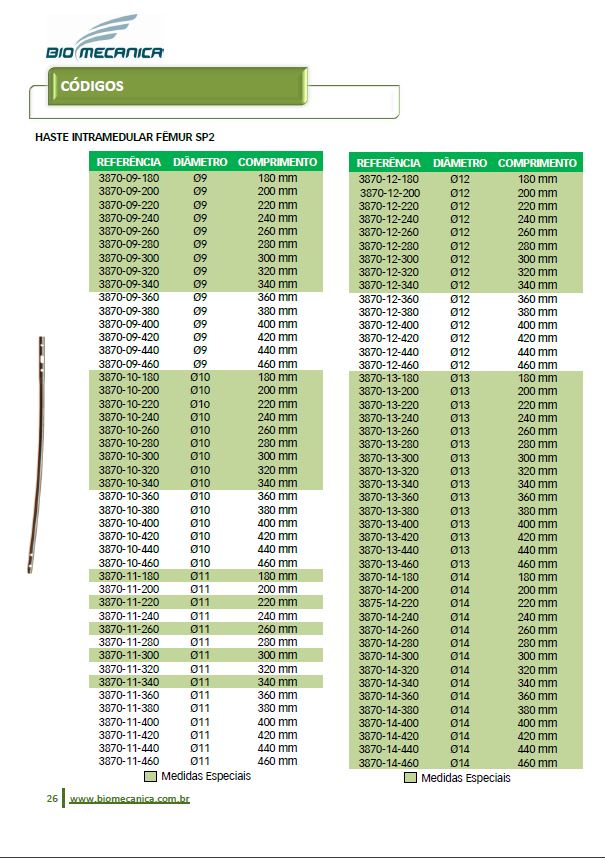 BIOMECANICA
CÓDIGOS
HASTE INTRAMEDULAR FÊMUR SP2
REFERÊNCIA DIÂMETRO COMPRIMENTO
3870-09-180 Ø9 180 mm
3870-09-200 Ø9 200 mm
3870-09-220 Ø9 220 mm
3870-09-240 Ø9 240 mm
3870-09-260 Ø9 260 mm
3870-09-280 Ø9 280 mm
3870-09-300 Ø9 300 mm
3870-09-320 Ø9 320 mm
3870-09-340 Ø9 340 mm
3870-09-360 Ø9 360 mm
3870-09-380 Ø9 380 mm
3870-09-400 Ø9 400 mm
3870-09-420 Ø9 420 mm
3870-09-440 Ø9 440 mm
3870-09-460 Ø9 460 mm
3870-10-180 Ø10 180 mm
3870-10-200 Ø10 200 mm
3870-10-220 Ø10 220 mm
3870-10-240 Ø10 240 mm
3870-10-260 Ø10 260 mm
3870-10-280 Ø10 280 mm
3870-10-300 Ø10 300 mm
3870-10-320 Ø10 320 mm
3870-10-340 Ø10 340 mm
3870-10-360 Ø10 360 mm
3870-10-380 Ø10 380 mm
3870-10-400 Ø10 400 mm
3870-10-420 Ø10 420 mm
3870-10-440 Ø10 440 mm
3870-10-460 Ø10 460 mm
3870-11-180 Ø11 180 mm
3870-11-200 Ø11 200 mm
3870-11-220 Ø11 220 mm
3870-11-240 Ø11 240 mm
3870-11-260 Ø11 260 mm
3870-11-280 Ø11 280 mm
3870-11-300 Ø11 300 mm
3870-11-320 Ø11 320 mm
3870-11-340 Ø11 340 mm
3870-11-360 Ø11 360 mm
3870-11-380 Ø11 380 mm
3870-11-400 Ø11 400 mm
3870-11-420 Ø11 420 mm
3870-11-440 Ø11 440 mm
3870-11-460 Ø11 460 mm
Medidas Especiais
REFERÊNCIA DIÂMETRO COMPRIMENTO
3870-12-180 Ø12 180 mm
3870-12-200 Ø12 200 mm
3870-12-220 Ø12 220 mm
3870-12-240 Ø12 240 mm
3870-12-260 Ø12 260 mm
3870-12-280 Ø12 280 mm
3870-12-300 Ø12 300 mm
3870-12-320 Ø12 320 mm
3870-12-340 Ø12 340 mm
3870-12-360 Ø12 360 mm
3870-12-380 Ø12 380 mm
3870-12-400 Ø12 400 mm
3870-12-420 Ø12 420 mm
3870-12-440 Ø12 440 mm
3870-12-460 Ø12 460 mm
3870-13-180 Ø13 180 mm
3870-13-200 Ø13 200 mm
3870-13-220 Ø13 220 mm
3870-13-240 Ø13 240 mm
3870-13-260 Ø13 260 mm
3870-13-280 Ø13 280 mm
3870-13-300 Ø13 300 mm
3870-13-320 Ø13 320 mm
3870-13-340 Ø13 340 mm
3870-13-360 Ø13 360 mm
3870-13-380 Ø13 380 mm
3870-13-400 Ø13 400 mm
3870-13-420 Ø13 420 mm
3870-13-440 Ø13 440 mm
3870-13-460 Ø13 460 mm
3870-14-180 Ø14 180 mm
3870-14-200 Ø14 200 mm
3875-14-220 Ø14 220 mm
3870-14-240 Ø14 240 mm
3870-14-260 Ø14 260 mm
3870-14-280 Ø14 280 mm
3870-14-300 Ø14 300 mm
3870-14-320 Ø14 320 mm
3870-14-340 Ø14 340 mm
3870-14-360 Ø14 360 mm
3870-14-380 Ø14 380 mm
3870-14-400 Ø14 400 mm
3870-14-420 Ø14 420 mm
3870-14-440 Ø14 440 mm
3870-14-460 Ø14 460 mm
Medidas Especiais
26 www.biomecanica.com.br